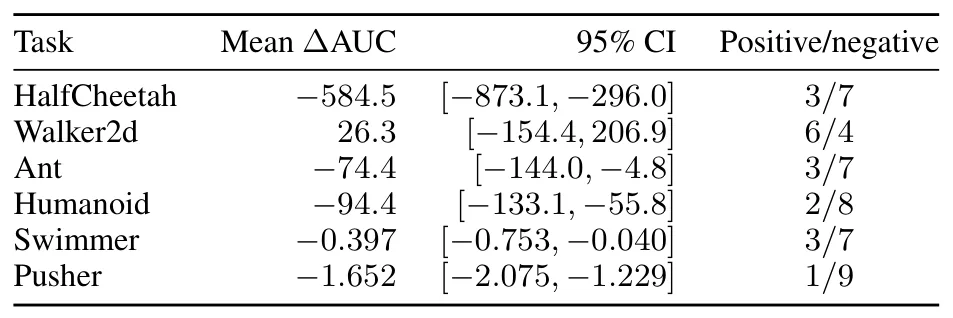 Task Mean ΔAUC 95% CI Positive/negative
HalfCheetah −584.5 [−873.1, −296.0] 3/7
Walker2d 26.3 [−154.4, 206.9] 6/4
Ant −74.4 [−144.0, −4.8] 3/7
Humanoid −94.4 [−133.1, −55.8] 2/8
Swimmer −0.397 [−0.753, −0.040] 3/7
Pusher −1.652 [−2.075, −1.229] 1/9